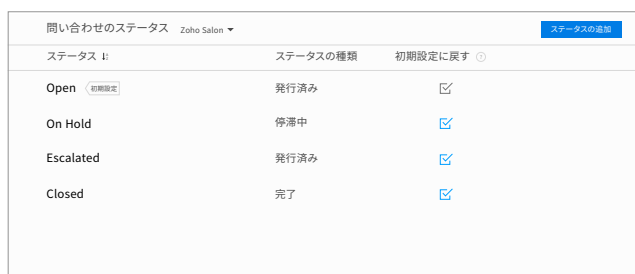 問い合わせのステータス Zoho Salon
ステータスの追加
ステータス ステータスの種類 初期設定に戻す
Open 初期設定 発行済み
On Hold 停滞中
Escalated 発行済み
Closed 完了